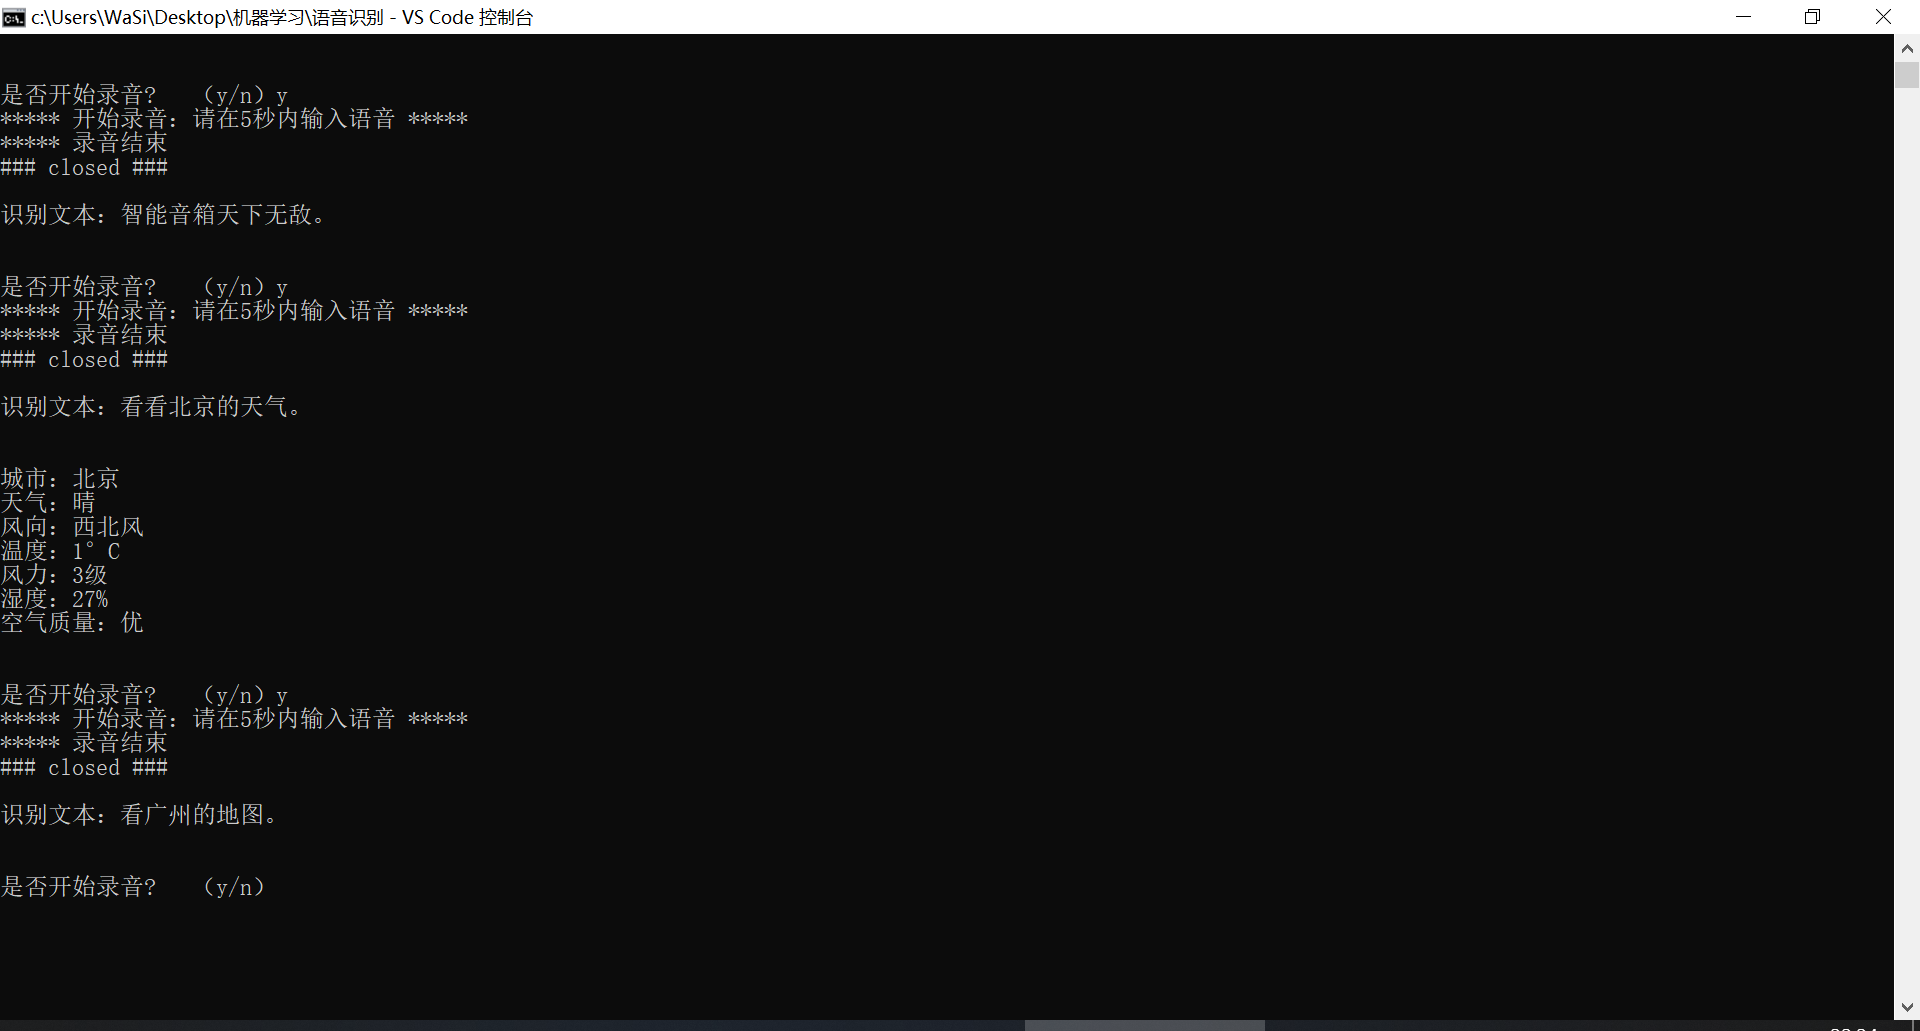 c:\Users\WaSi\Desktop\机器学习\语音识别 - VS Code 控制台
是否开始录音?   （y/n）y
***** 开始录音：请在5秒内输入语音 *****
***** 录音结束
### closed ###
识别文本：智能音箱天下无敌。
是否开始录音?   （y/n）y
***** 开始录音：请在5秒内输入语音 *****
***** 录音结束
### closed ###
识别文本：看看北京的天气。
城市：北京
天气：晴
风向：西北风
温度：1°C
风力：3级
湿度：27%
空气质量：优
是否开始录音?   （y/n）y
***** 开始录音：请在5秒内输入语音 *****
***** 录音结束
### closed ###
识别文本：看广州的地图。
是否开始录音?   （y/n）